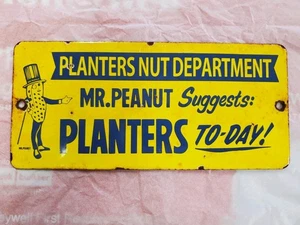 PLANTERS NUT DEPARTMENT
MR.PEANUT Suggests:
PLANTERS TO-DAY!